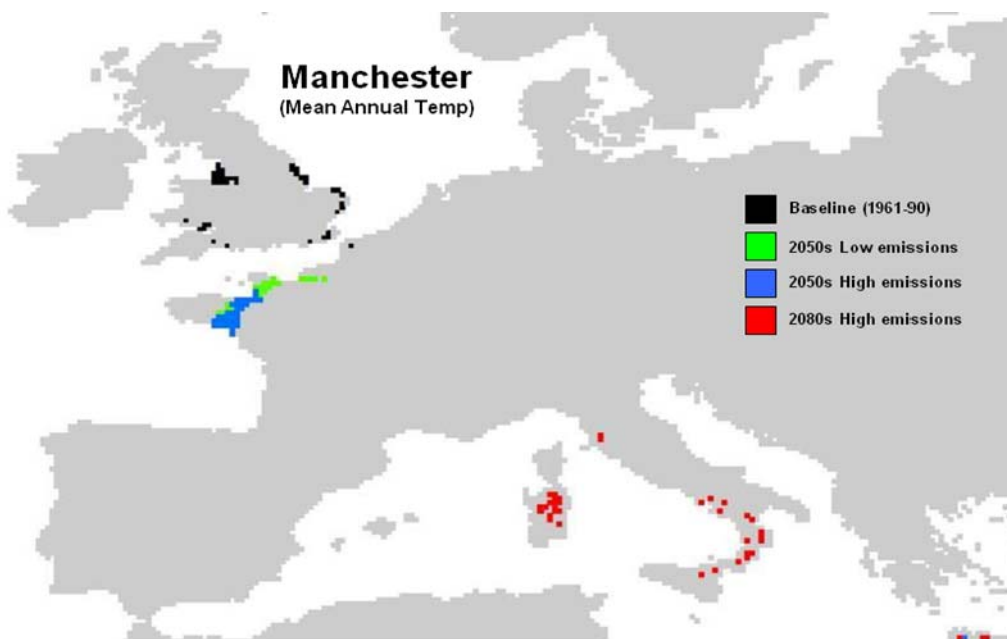 Manchester
(Mean Annual Temp)
Baseline (1961-90)
2050s Low emissions
2050s High emissions
2080s High emissions